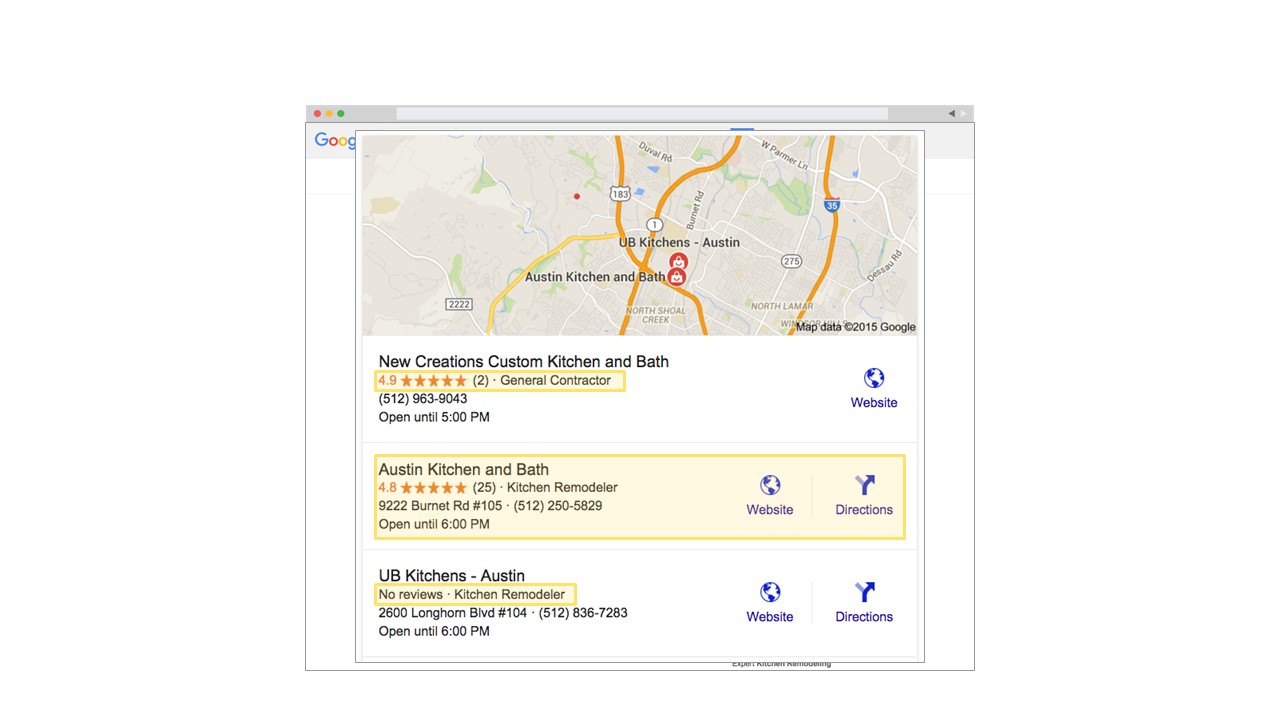 Goog
Duval Rd
W Parmer Ln
183
35
Burnet Rd
1
UB Kitchens - Austin
275
Dessau Rd
Austin Kitchen and Bath
2222
NORTH SHOAL
CREEK
NORTH LAMAR
Map data ©2015 Google
New Creations Custom Kitchen and Bath
4.9 ★★★★★ (2) · General Contractor
(512) 963-9043
Open until 5:00 PM
Website
Austin Kitchen and Bath
4.8 ★★★★★ (25) · Kitchen Remodeler
9222 Burnet Rd #105 · (512) 250-5829
Open until 6:00 PM
Website
Directions
UB Kitchens - Austin
No reviews · Kitchen Remodeler
2600 Longhorn Blvd #104 · (512) 836-7283
Open until 6:00 PM
Website
Directions
Expert Kitchen Remodeling